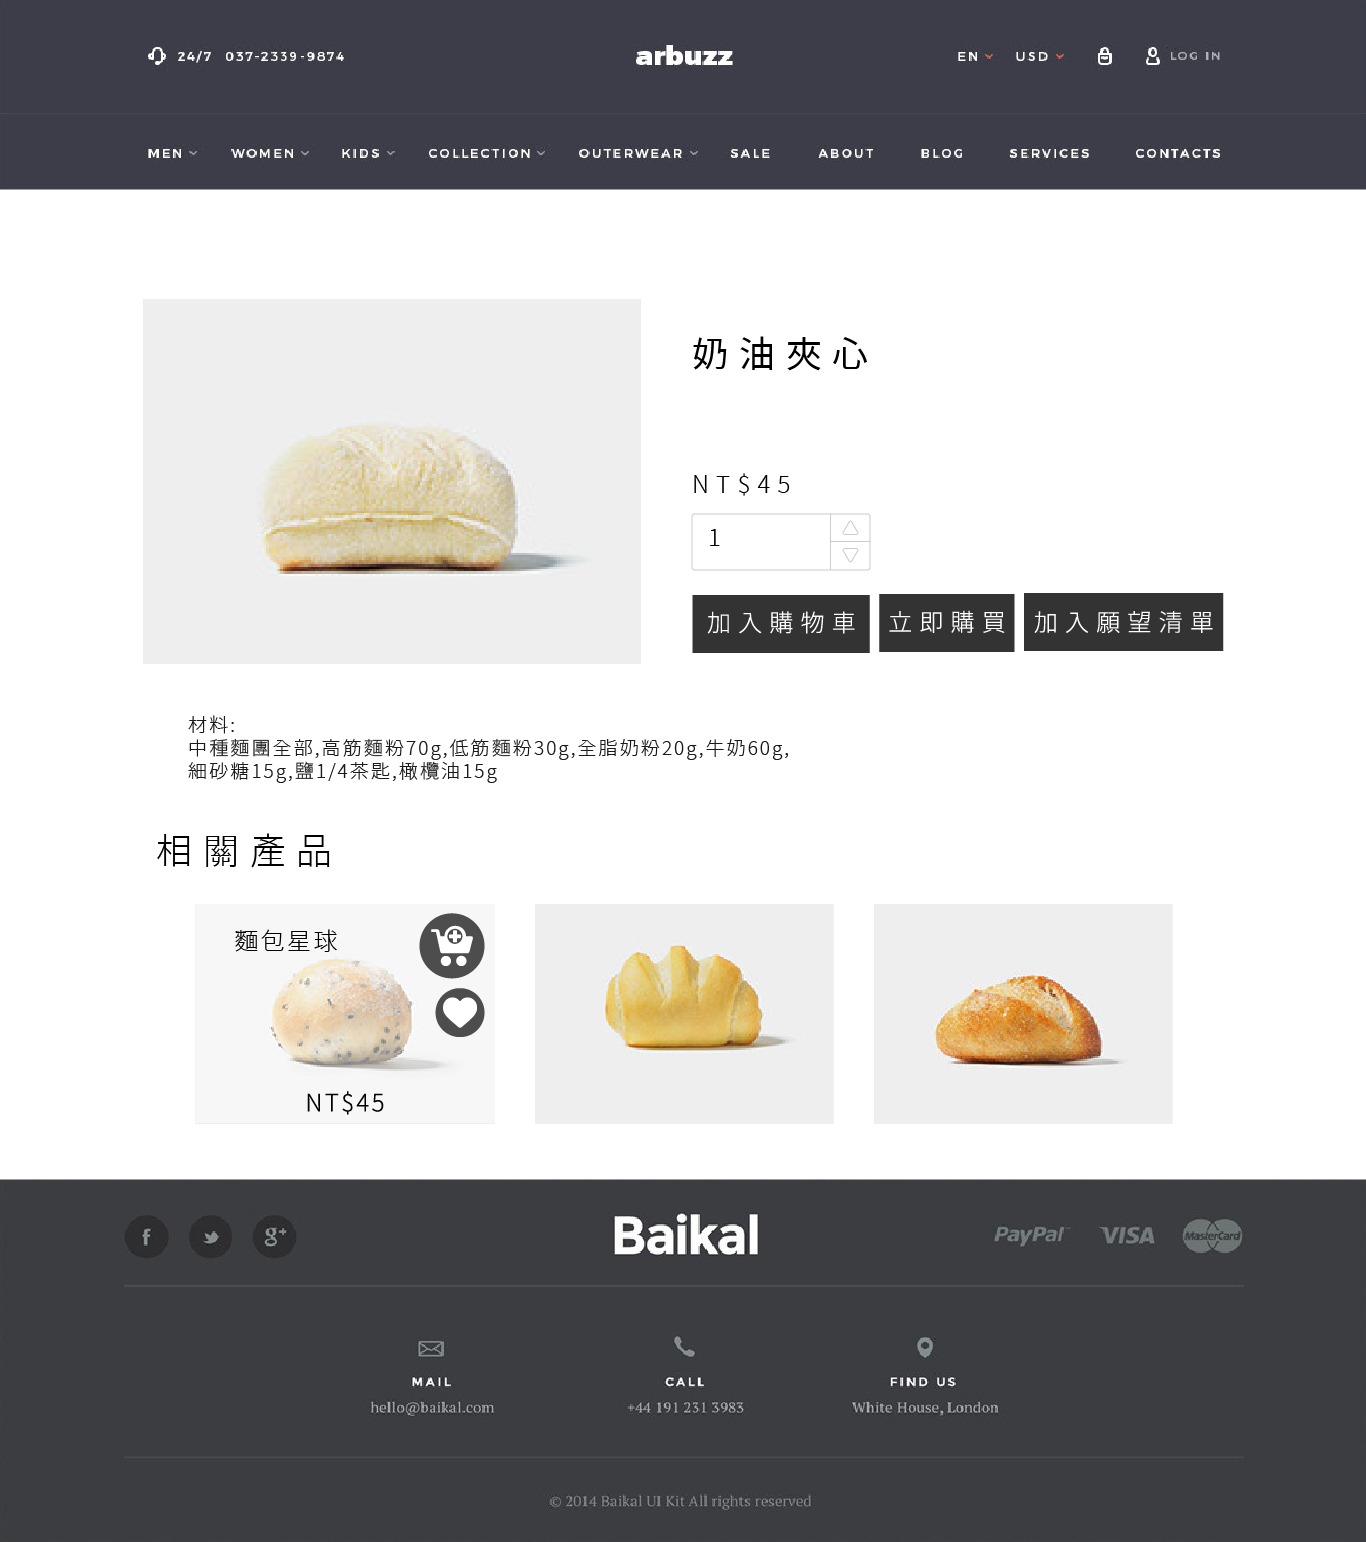 24/7 037-2339-9874
arbuzz
EN
USD
LOG IN
MEN
WOMEN
KIDS
COLLECTION
OUTERWEAR
SALE
ABOUT
BLOG
SERVICES
CONTACTS
奶油夾心
NT$45
1
加入購物車
立即購買
加入願望清單
材料:
中種麵團全部,高筋麵粉70g,低筋麵粉30g,全脂奶粉20g,牛奶60g,
細砂糖15g,鹽1/4茶匙,橄欖油15g
相關產品
麵包星球
NT$45
f
g+
Baikal
PayPal
VISA
MasterCard
MAIL
hello@baikal.com
CALL
+44 191 231 3983
FIND US
White House, London
© 2014 Baikal UI Kit All rights reserved